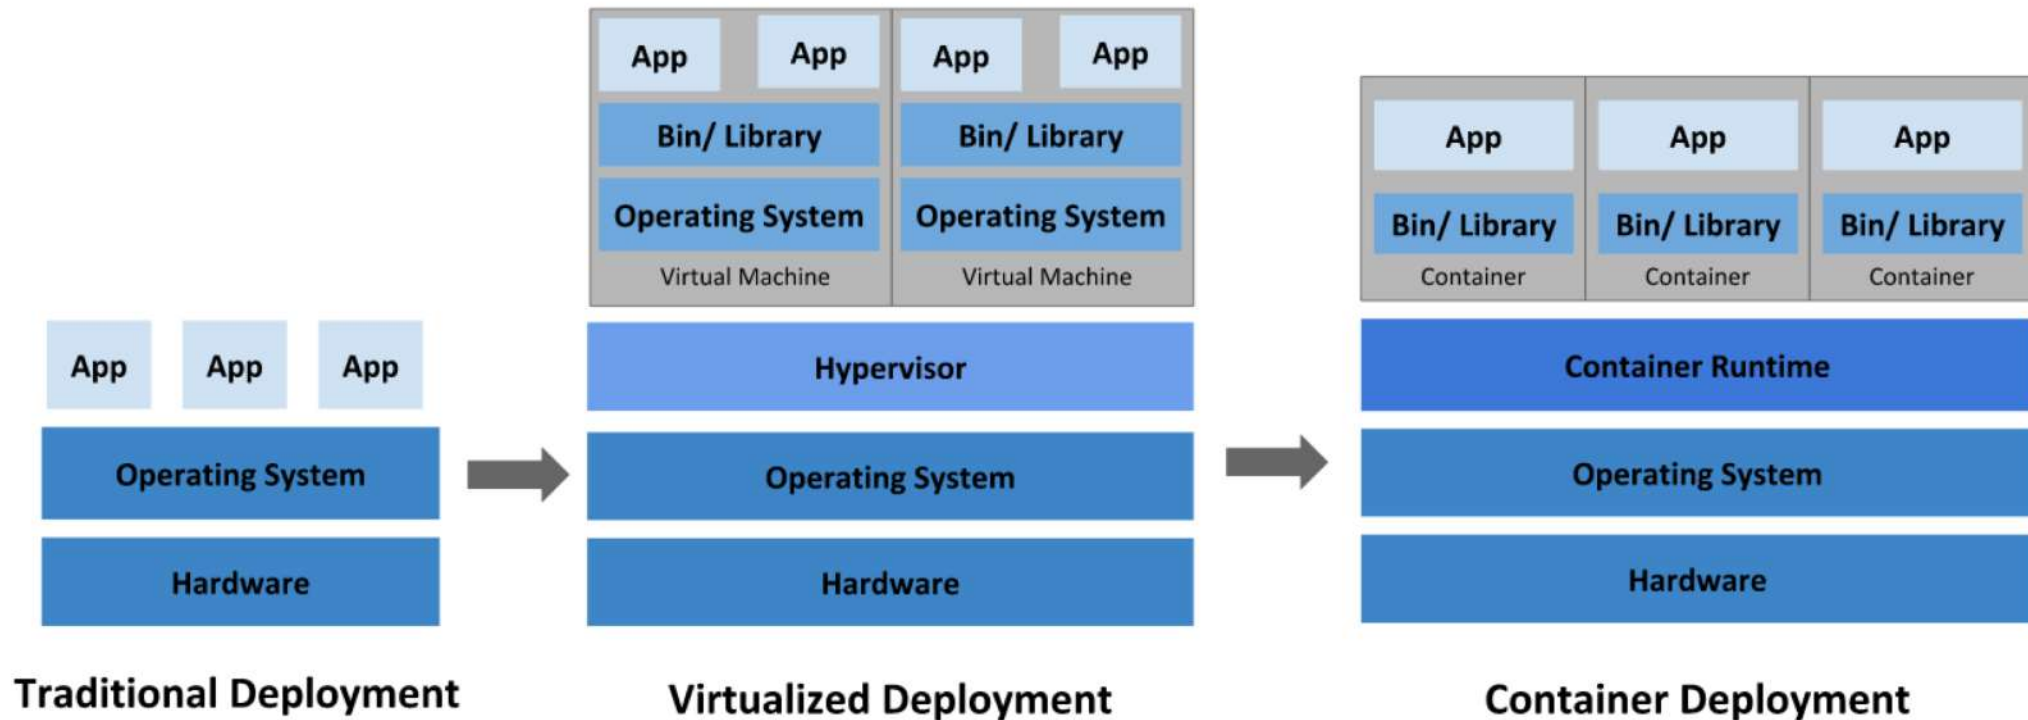 App
App
App
Operating System
Hardware
Traditional Deployment
App
App
App
App
Bin/ Library
Bin/ Library
Operating System
Operating System
Virtual Machine
Virtual Machine
Hypervisor
Operating System
Hardware
Virtualized Deployment
App
App
App
Bin/ Library
Bin/ Library
Bin/ Library
Container
Container
Container
Container Runtime
Operating System
Hardware
Container Deployment